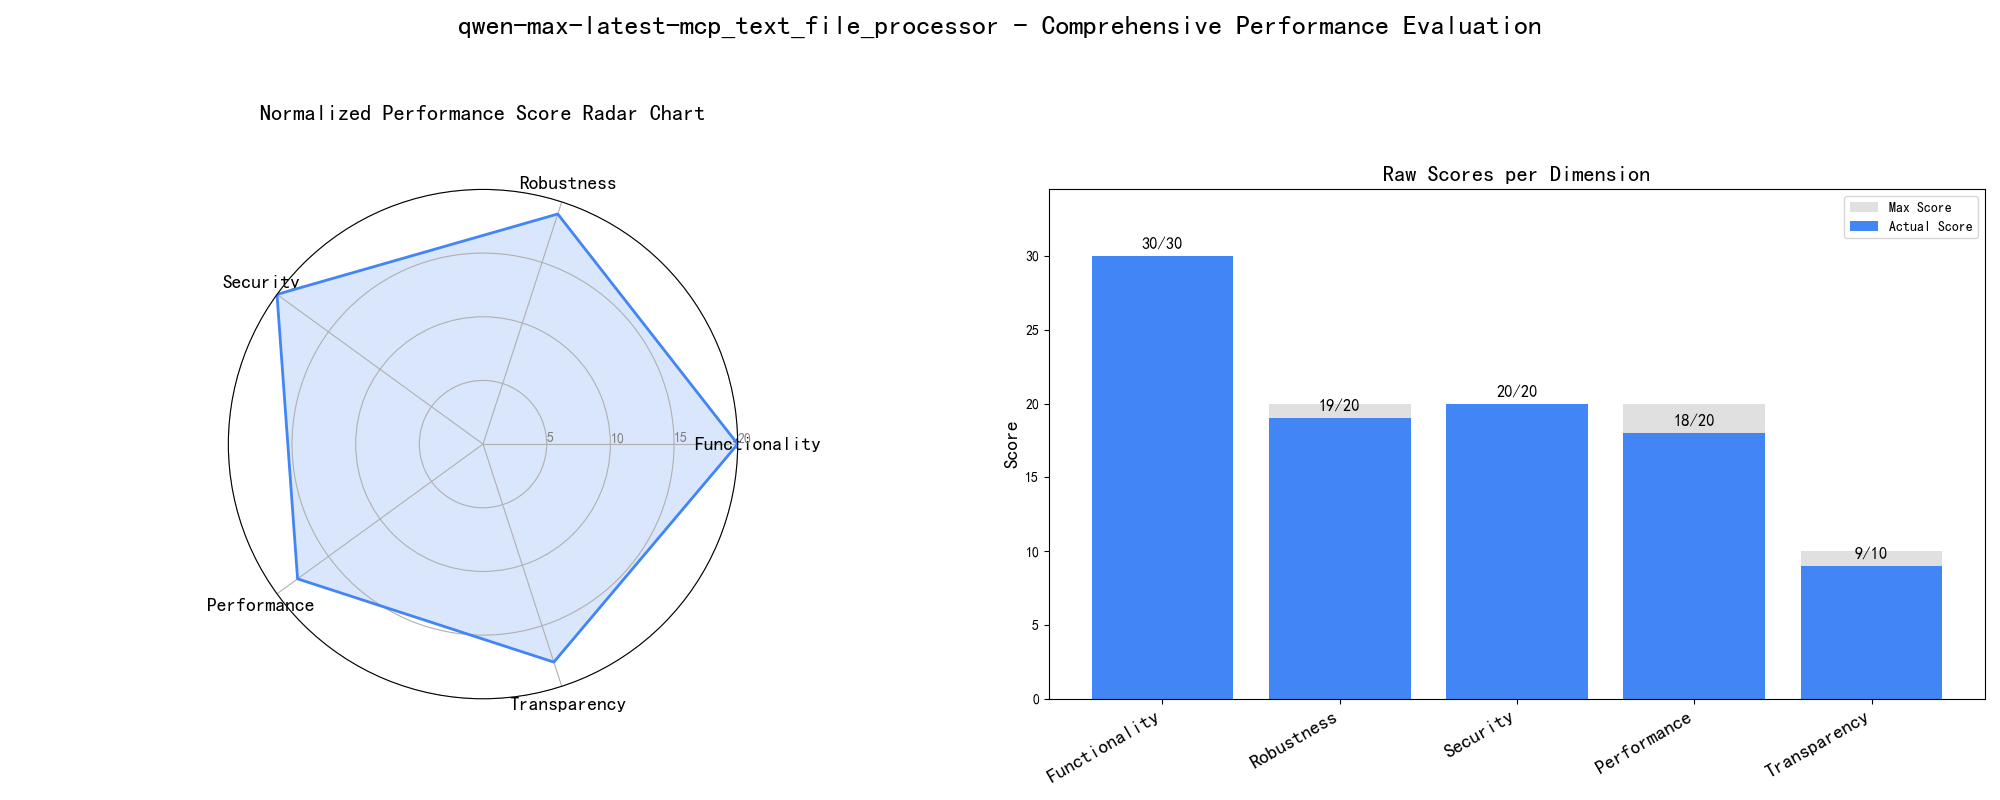 qwen-max-latest-mcp_text_file_processor - Comprehensive Performance Evaluation
Normalized Performance Score Radar Chart
Robustness
Security
Functionality
5
10
15
20
Performance
Transparency
Raw Scores per Dimension
Max Score
Actual Score
Score
30
25
20
15
10
5
0
30/30
19/20
20/20
18/20
9/10
Functionality
Robustness
Security
Performance
Transparency